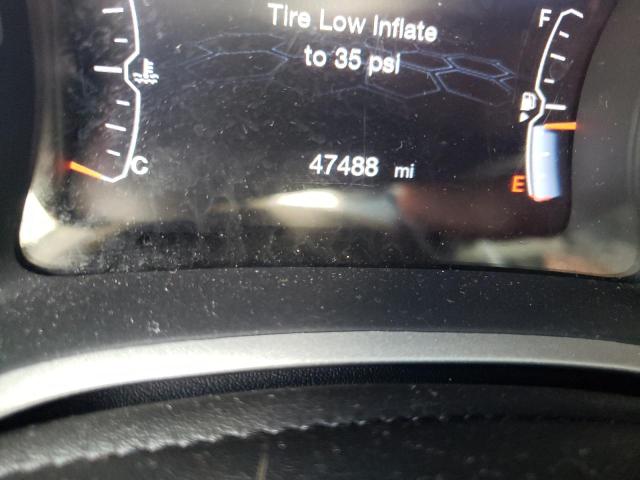 Tire Low Inflate
to 35 psi
F
47488 mi
C
E